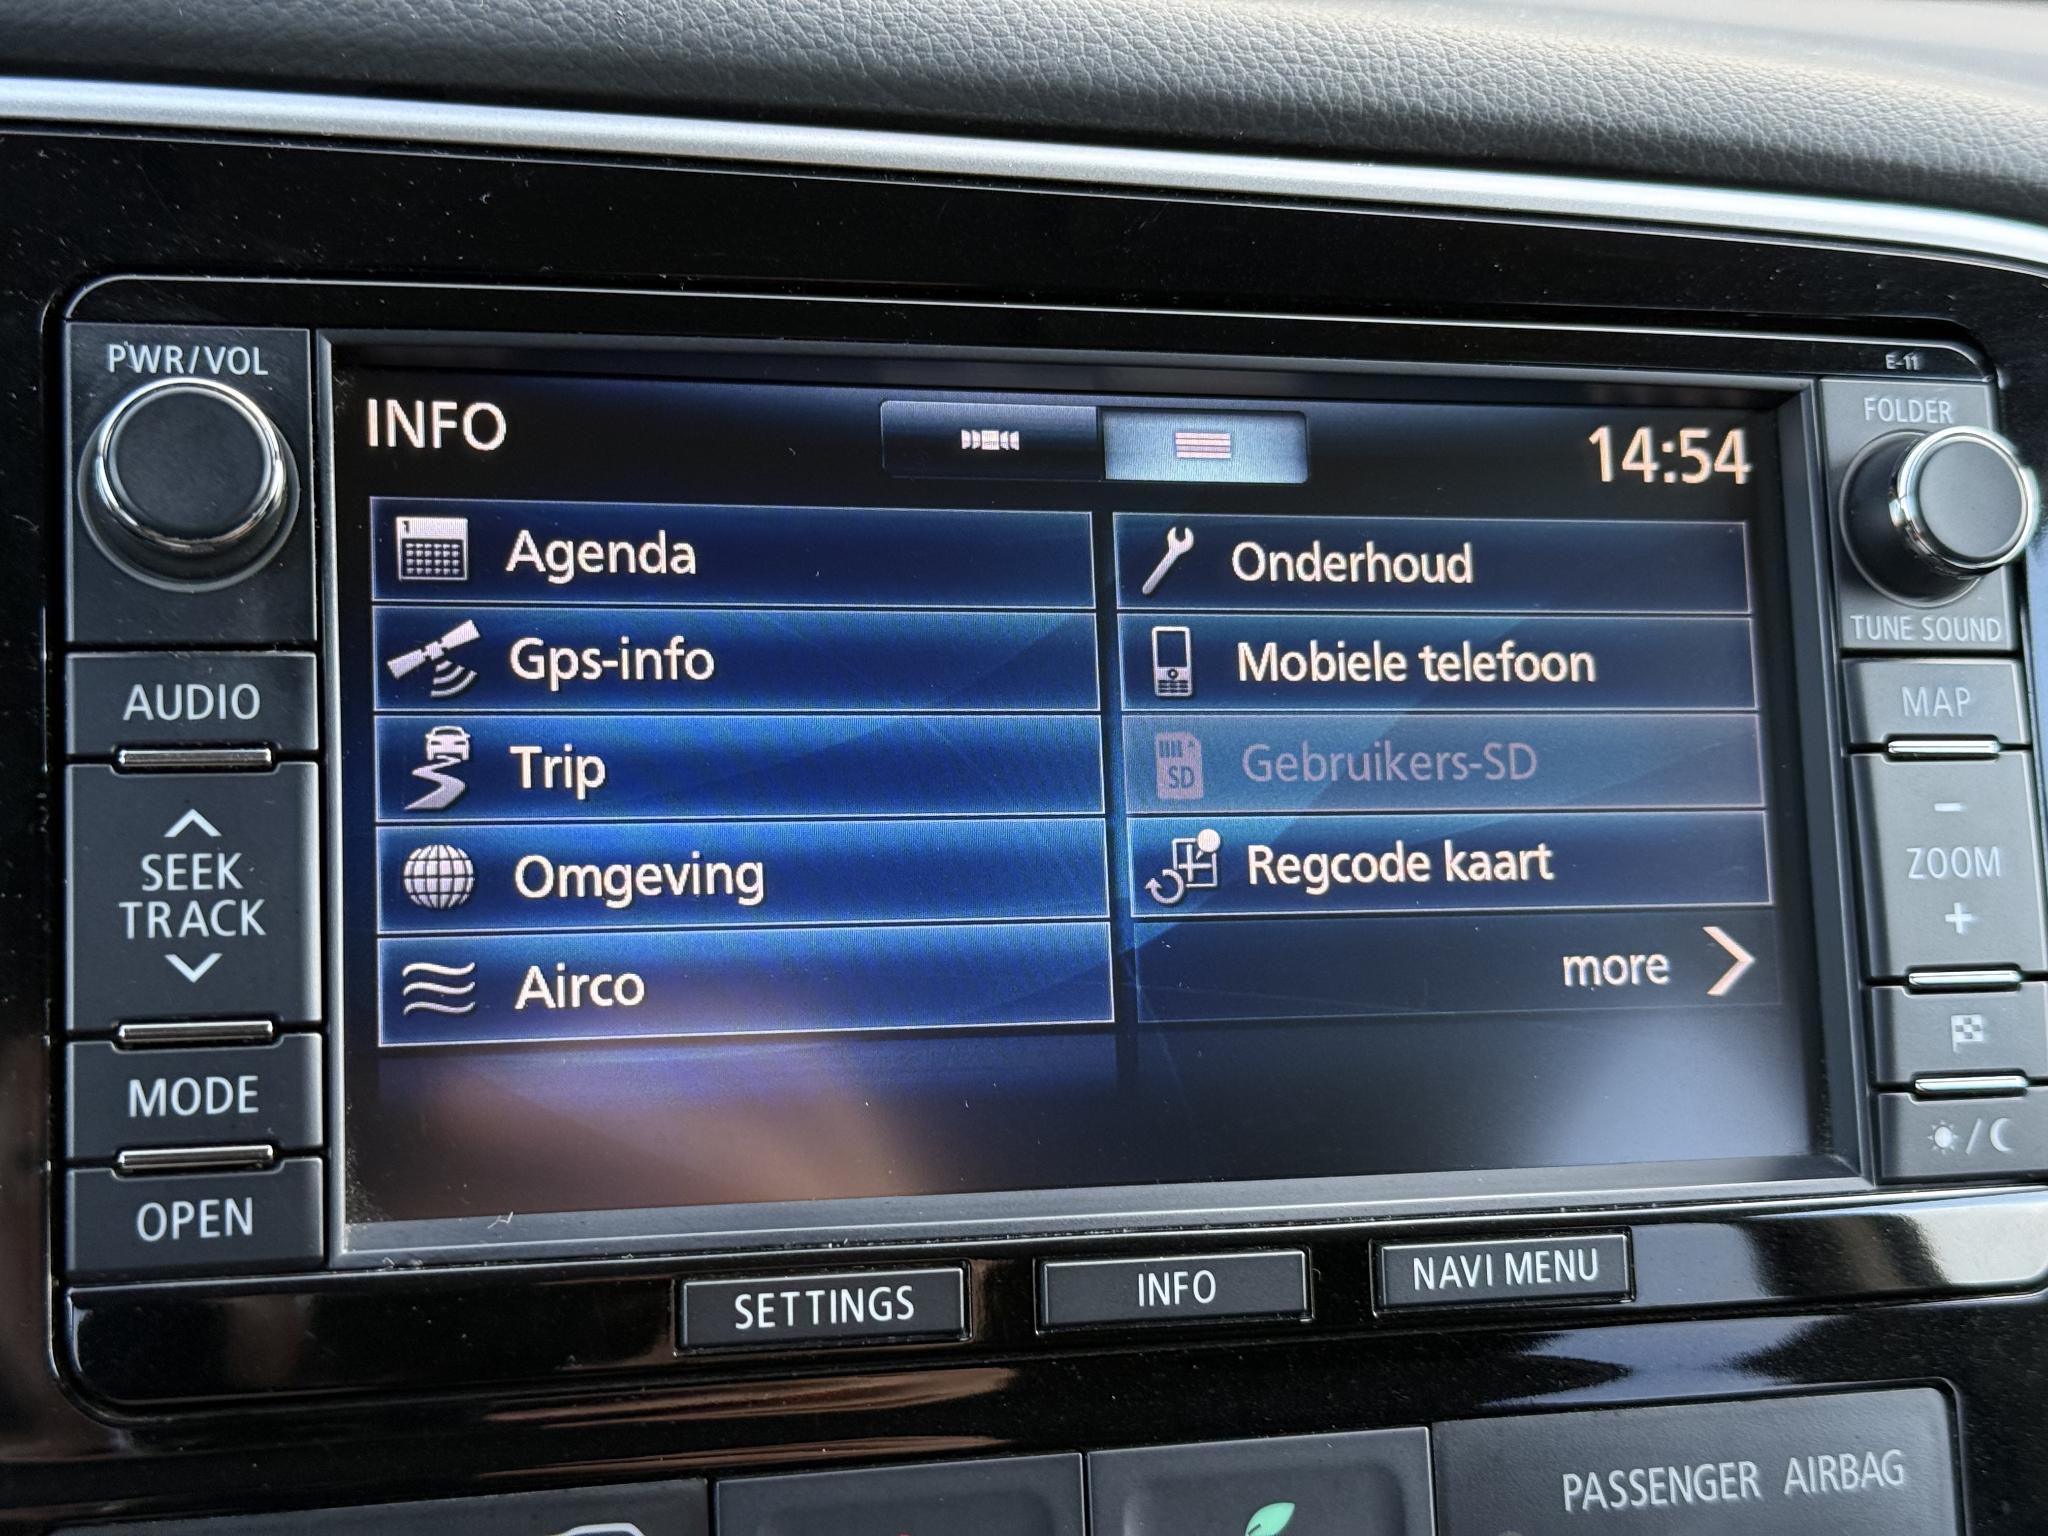 PWR/VOL
AUDIO
SEEK
TRACK
MODE
OPEN
INFO
14:54
1
Agenda
Gps-info
Trip
Omgeving
Airco
Onderhoud
Mobiele telefoon
SD
Gebruikers-SD
Regcode kaart
more
E-11
FOLDER
TUNE SOUND
MAP
-
ZOOM
+
/
SETTINGS
INFO
NAVI MENU
PASSENGER AIRBAG